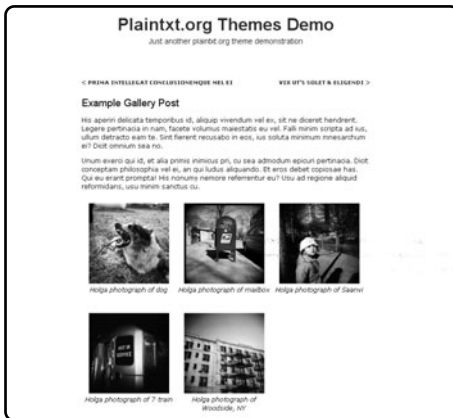 Plaintxt.org Themes Demo
Just another plaintxt.org theme demonstration
< PRIMA INTELLEGAT CONCLUSIONEMQUE NEL EI
VIX UT'S SOLET & ELIGENDI >
Example Gallery Post
His aperiri delicata temporibus id, aliquip vivendum vel ex, sit ne diceret hendrerit.
Legere pertinacia in nam, facete volumus maiestatis eu vel. Falli minim scripta ad ius,
ullum detracto eam te. Sint fierent recusabo in eos, ius soluta minimum mnesarchum
ei? Dicit omnium sea no.
Unum evero qui id, et alia primis inimicus pri, cu sea admodum epicuri pertinacia. Dicit
conceptam philosophia vel ei, an qui ludus aliquando. Et eros debet copiosae has.
Qui eu erant prompta! His nonumy nemore referrentur eu? Usu ad regione aliquid
reformidans, usu minim sanctus cu.
Holga photograph of dog
Holga photograph of mailbox
Holga photograph of Saanvi
Holga photograph of 7 train
Holga photograph of
Woodside, NY